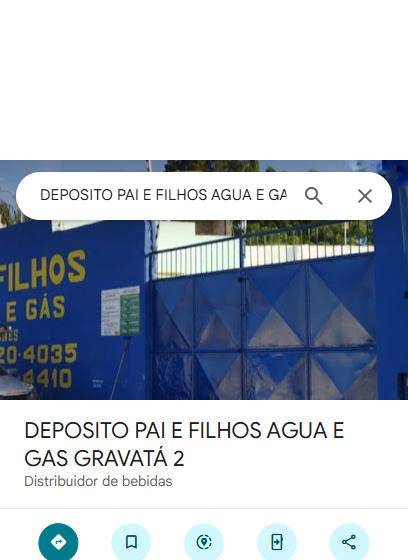 DEPOSITO PAI E FILHOS AGUA E GA
FILHOS
E GÁS
20-4035
4410
DEPOSITO PAI E FILHOS AGUA E
GAS GRAVATÁ 2
Distribuidor de bebidas